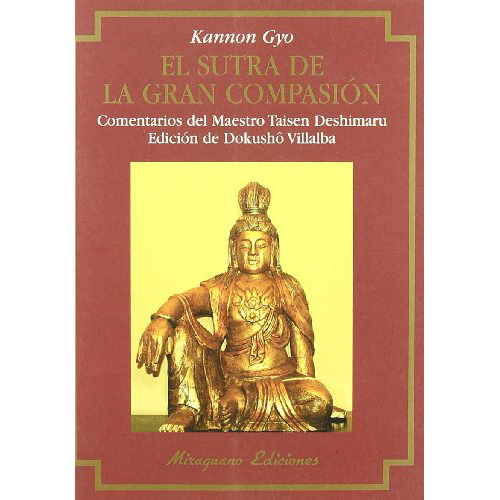 Kannon Gyo
EL SUTRA DE
LA GRAN COMPASIÓN
Comentarios del Maestro Taisen Deshimaru
Edición de Dokushô Villalba
Miraguano Ediciones